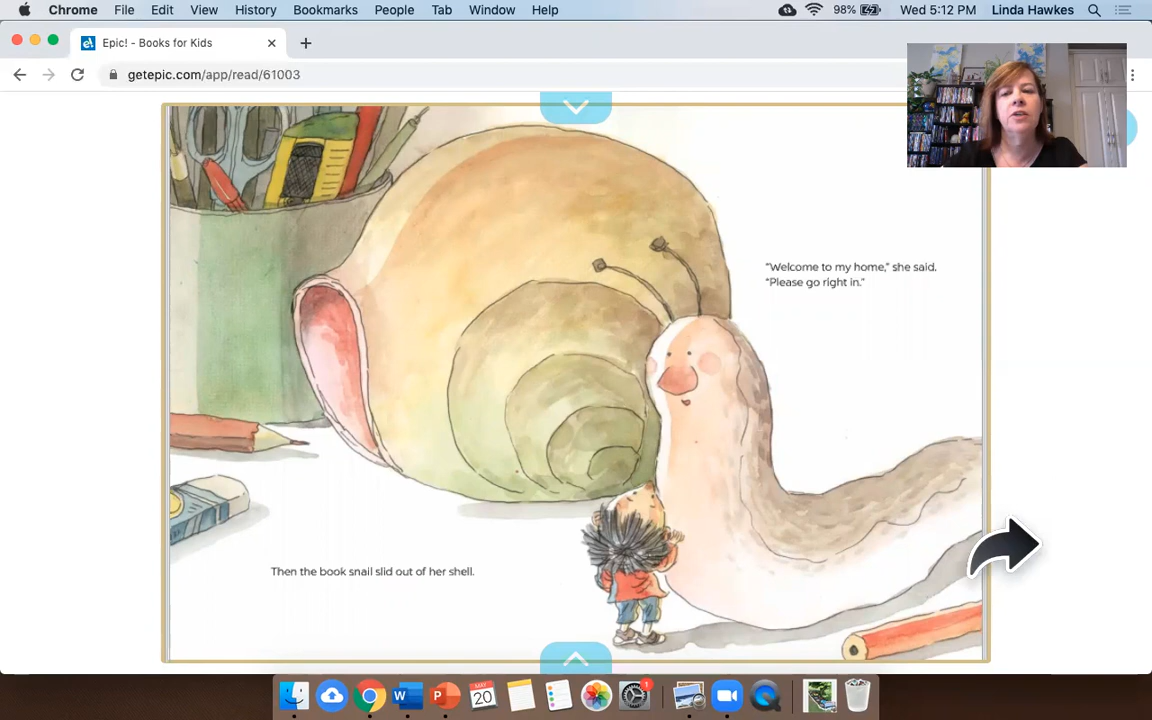 Chrome File Edit View History Bookmarks People Tab Window Help 98% Wed 5:12 PM Linda Hawkes
Epic! - Books for Kids
getepic.com/app/read/61003
"Welcome to my home," she said.
"Please go right in."
Then the book snail slid out of her shell.
MAY
20
1